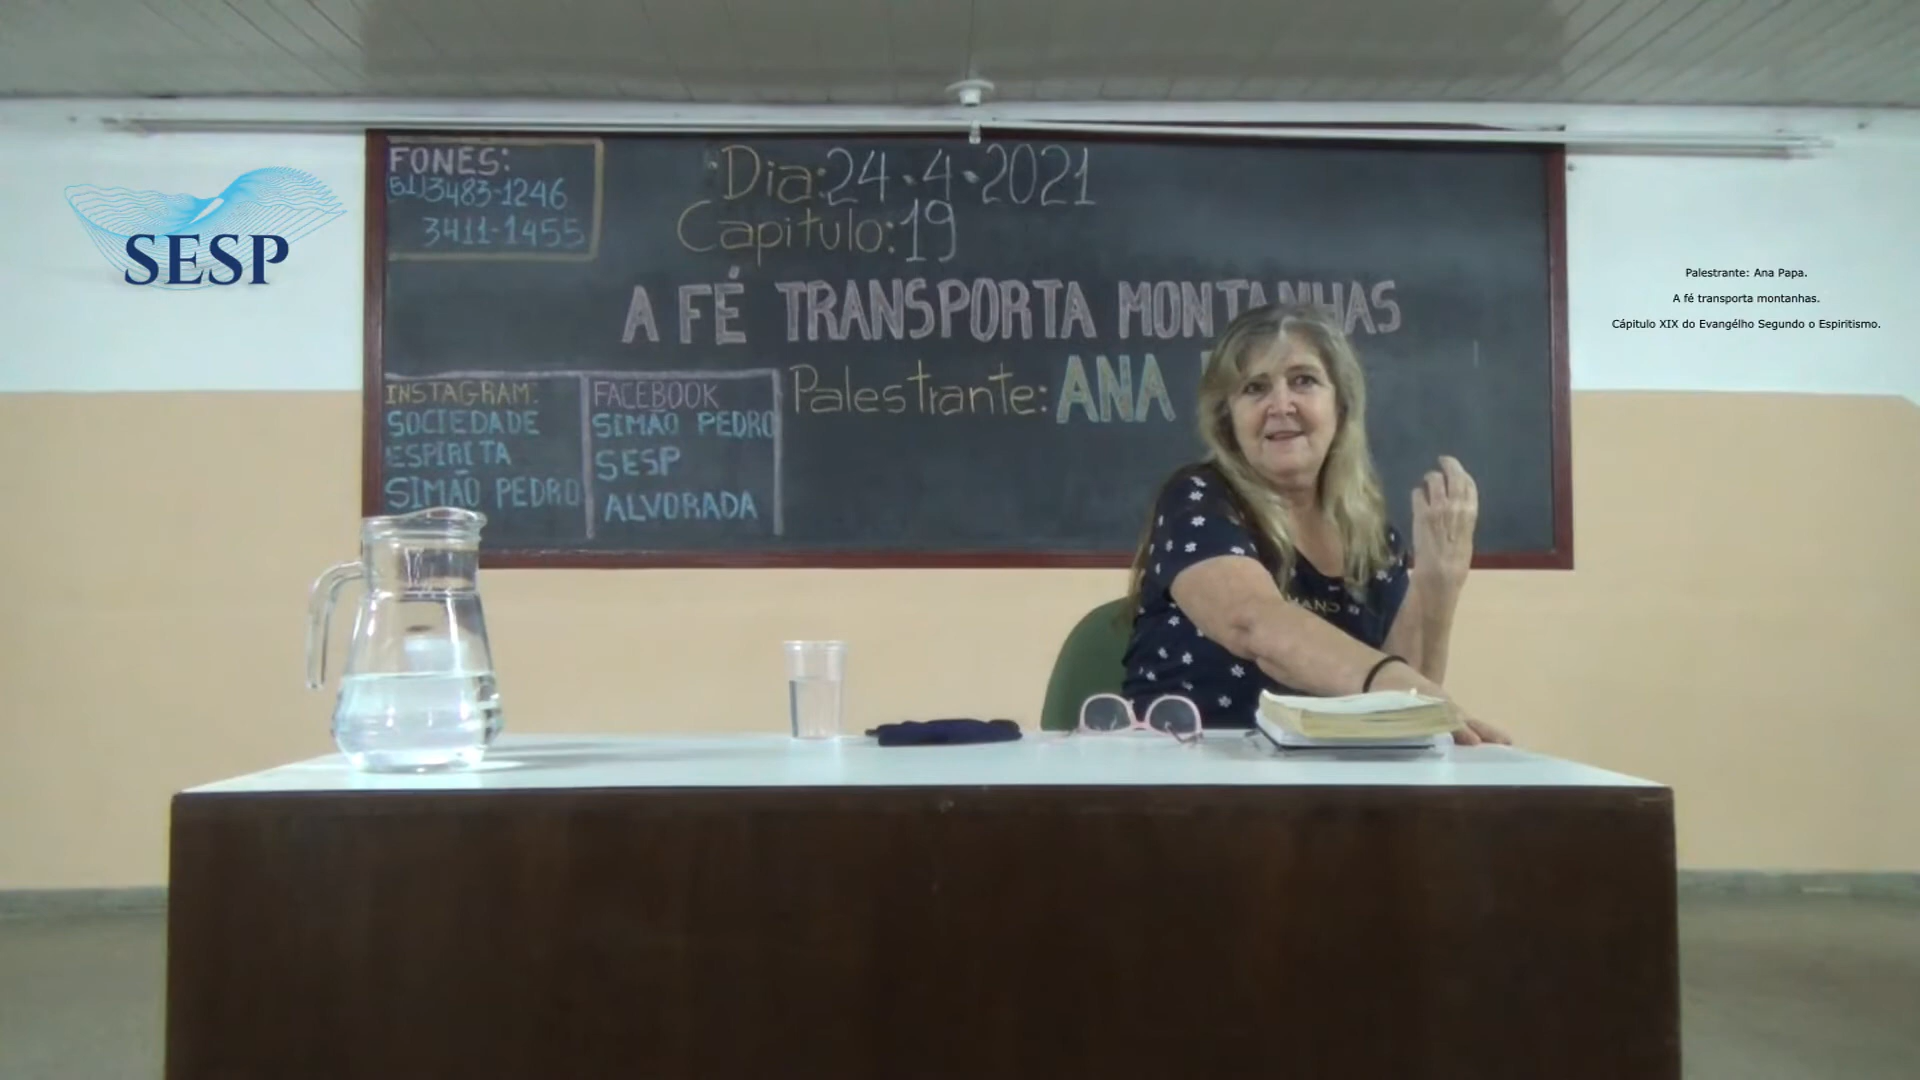 FONES:
(51)3483-1246
3411-1455
Dia:24.4.2021
Capitulo:19
A FÉ TRANSPORTA MONTANHAS
Palestrante: ANA
INSTAGRAM:
SOCIEDADE
ESPIRITA
SIMÃO PEDRO
FACEBOOK
SIMÃO PEDRO
SESP
ALVORADA
SESP
Palestrante: Ana Papa.
A fé transporta montanhas.
Cápitulo XIX do Evangélho Segundo o Espiritismo.